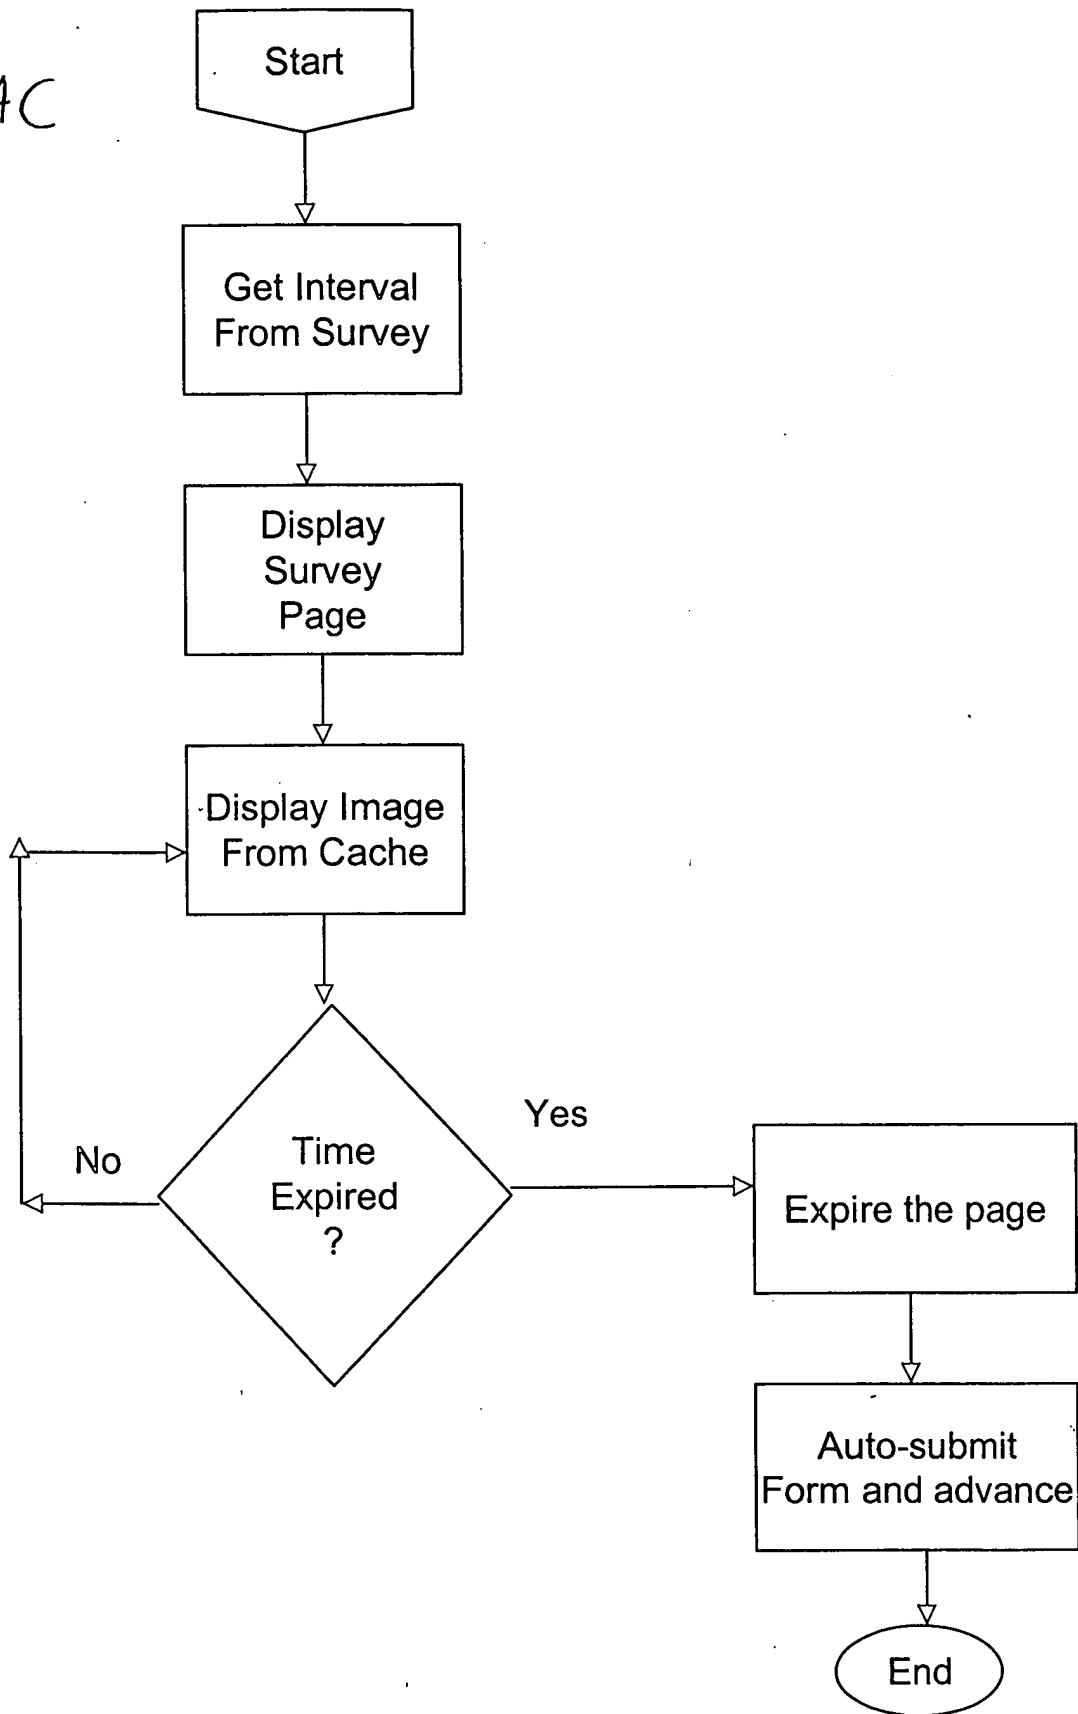 Start
AC
Get Interval
From Survey
Display
Survey
Page
Display Image
From Cache
Time
Expired
?
No
Yes
Expire the page
Auto-submit
Form and advance
End